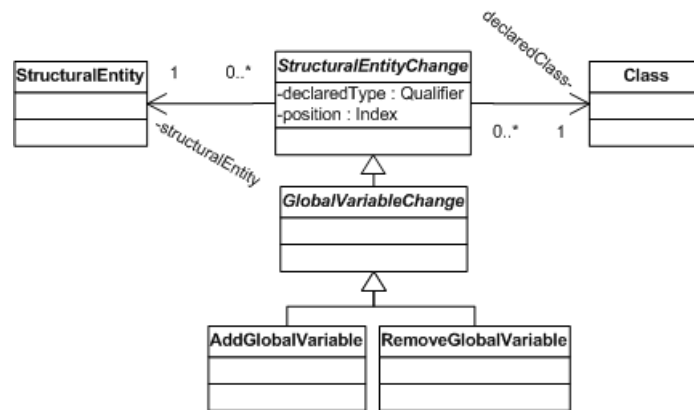 declaredClass-
StructuralEntity
1
0..*
StructuralEntityChange
-declaredType : Qualifier
-position : Index
Class
0..*
1
-structuralEntity
GlobalVariableChange
AddGlobalVariable
RemoveGlobalVariable